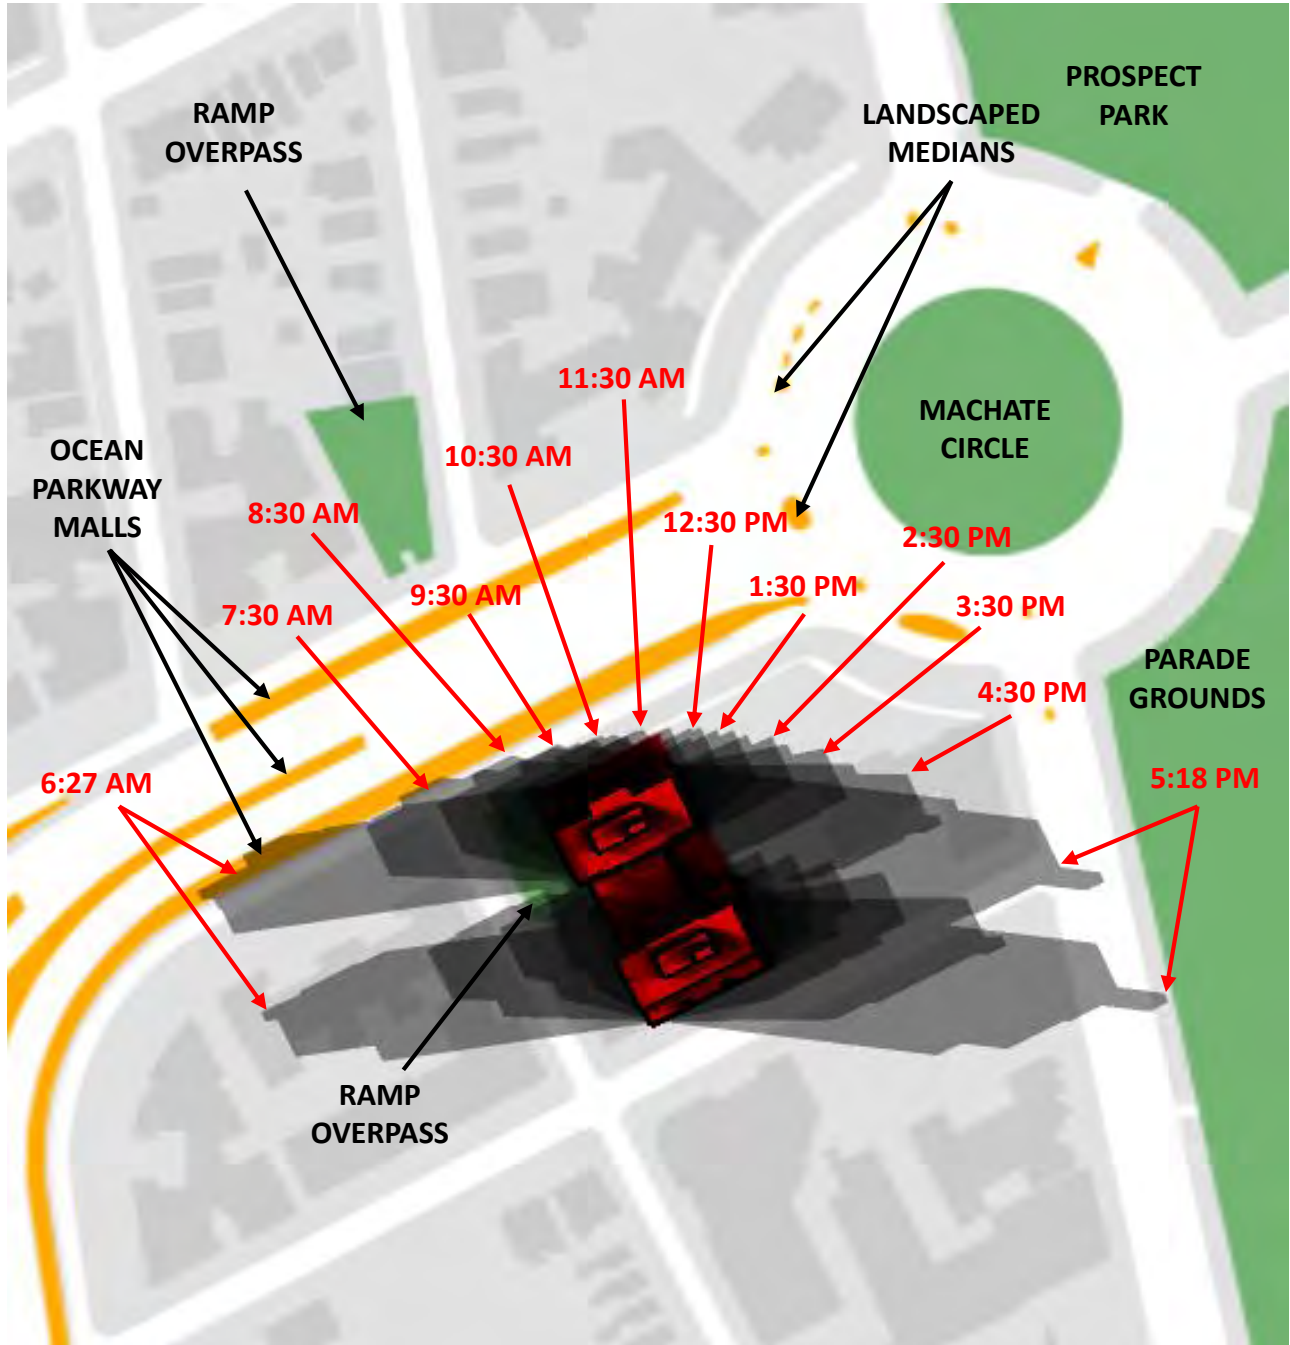 PROSPECT
PARK
RAMP
OVERPASS
LANDSCAPED
MEDIANS
11:30 AM
MACHATE
CIRCLE
OCEAN
PARKWAY
MALLS
10:30 AM
8:30 AM
12:30 PM
2:30 PM
9:30 AM
1:30 PM
7:30 AM
3:30 PM
PARADE
GROUNDS
4:30 PM
6:27 AM
5:18 PM
RAMP
OVERPASS